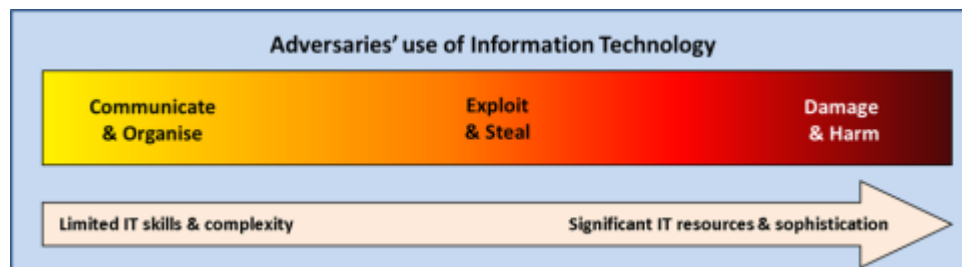 Adversaries' use of Information Technology
Communicate
& Organise
Exploit
& Steal
Damage
& Harm
Limited IT skills & complexity
Significant IT resources & sophistication